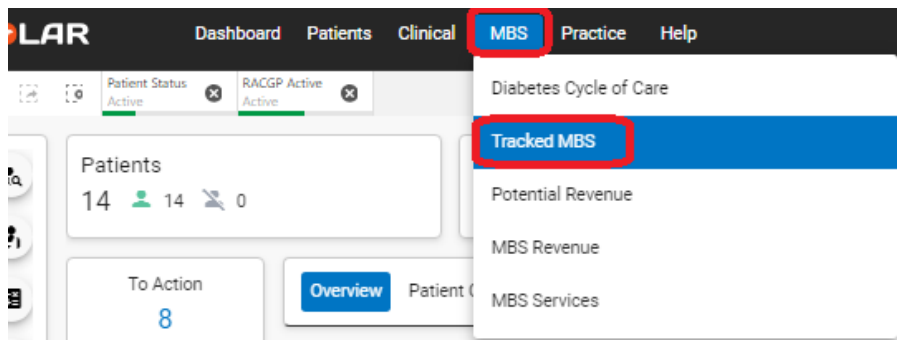 LAR Dashboard Patients Clinical MBS Practice Help
Patient Status
Active
RACGP Active
Active
Diabetes Cycle of Care
Tracked MBS
Potential Revenue
MBS Revenue
MBS Services
Patients
14 14 0
To Action
8
Overview Patient